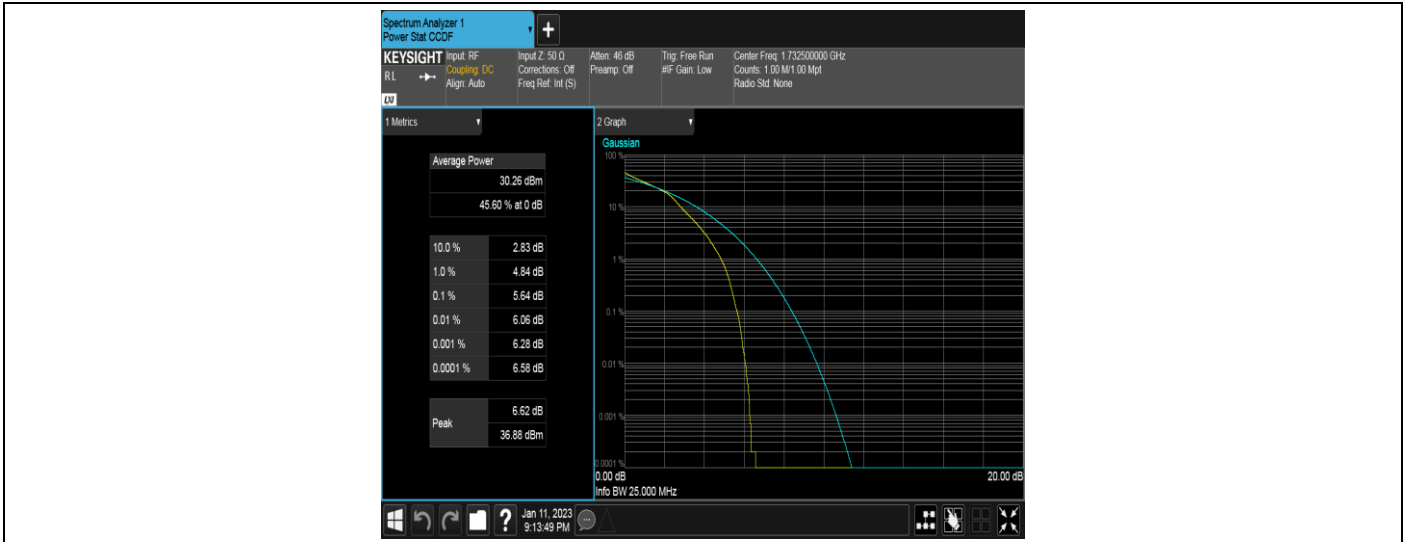 Spectrum Analyzer 1
Power Stat CCDF
KEYSIGHT
RL
LXI
Input: RF
Coupling: DC
Align: Auto
Input Z: 50 Ω
Corrections: Off
Freq Ref: Int (S)
Atten: 46 dB
Preamp: Off
Trig: Free Run
#IF Gain: Low
Center Freq: 1.732500000 GHz
Counts: 1.00 M/1.00 Mpt
Radio Std: None
1 Metrics
Average Power
30.26 dBm
45.60 % at 0 dB
10.0 % 2.83 dB
1.0 % 4.84 dB
0.1 % 5.64 dB
0.01 % 6.06 dB
0.001 % 6.28 dB
0.0001 % 6.58 dB
Peak
6.62 dB
36.88 dBm
2 Graph
Gaussian
100 %
10 %
1 %
0.1 %
0.01 %
0.001 %
0.0001 %
0.00 dB
20.00 dB
Info BW 25.000 MHz
?
Jan 11, 2023
9:13:49 PM